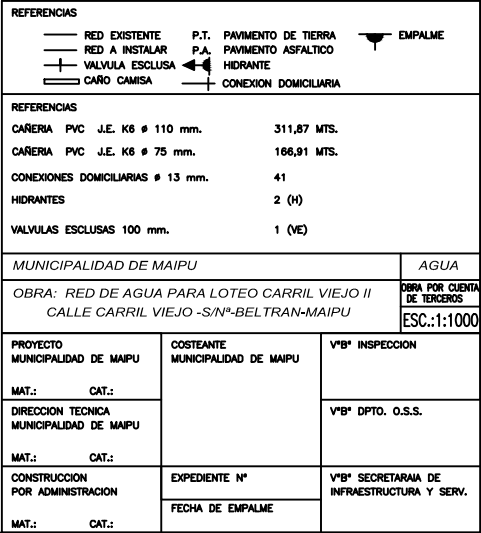 REFERENCIAS
RED EXISTENTE P.T. PAVIMENTO DE TIERRA EMPALME
RED A INSTALAR P.A. PAVIMENTO ASFALTICO
VALVULA ESCLUSA HIDRANTE
CAÑO CAMISA CONEXION DOMICILIARIA
REFERENCIAS
CAÑERIA PVC J.E. K6 ø 110 mm. 311,87 MTS.
CAÑERIA PVC J.E. K6 ø 75 mm. 166,91 MTS.
CONEXIONES DOMICILIARIAS ø 13 mm. 41
HIDRANTES 2 (H)
VALVULAS ESCLUSAS 100 mm. 1 (VE)
MUNICIPALIDAD DE MAIPU AGUA
OBRA: RED DE AGUA PARA LOTEO CARRIL VIEJO II
CALLE CARRIL VIEJO -S/Nª-BELTRAN-MAIPU
OBRA POR CUENTA
DE TERCEROS
ESC.:1:1000
PROYECTO
MUNICIPALIDAD DE MAIPU
MAT.: CAT.:
COSTEANTE
MUNICIPALIDAD DE MAIPU
VºBº INSPECCION
DIRECCION TECNICA
MUNICIPALIDAD DE MAIPU
MAT.: CAT.:
VºBº DPTO. O.S.S.
CONSTRUCCION
POR ADMINISTRACION
MAT.: CAT.:
EXPEDIENTE Nº
FECHA DE EMPALME
VºBº SECRETARAIA DE
INFRAESTRUCTURA Y SERV.